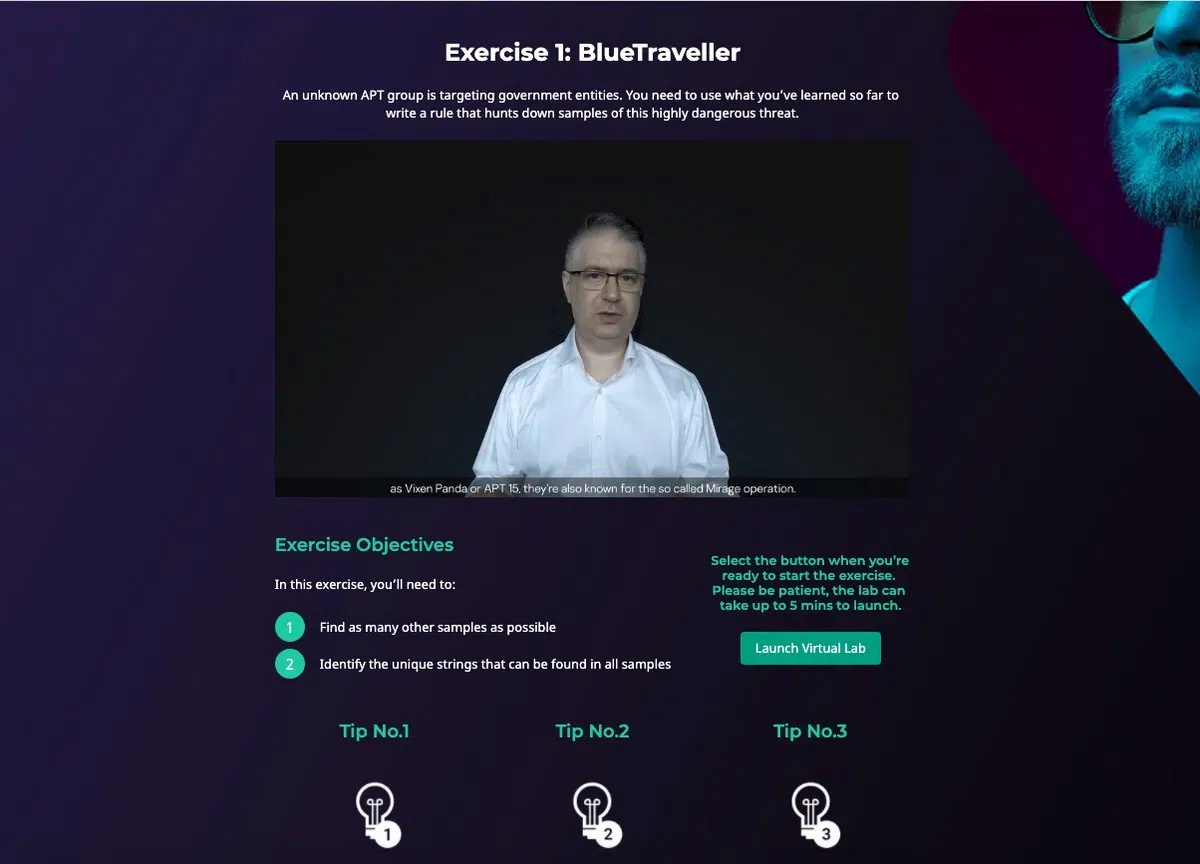 Exercise 1: BlueTraveller
An unknown APT group is targeting government entities. You need to use what you’ve learned so far to
write a rule that hunts down samples of this highly dangerous threat.
as Vixen Panda or APT 15, they're also known for the so called Mirage operation.
Exercise Objectives
In this exercise, you’ll need to:
1 Find as many other samples as possible
2 Identify the unique strings that can be found in all samples
Select the button when you’re
ready to start the exercise.
Please be patient, the lab can
take up to 5 mins to launch.
Launch Virtual Lab
Tip No.1 Tip No.2 Tip No.3
1 2 3